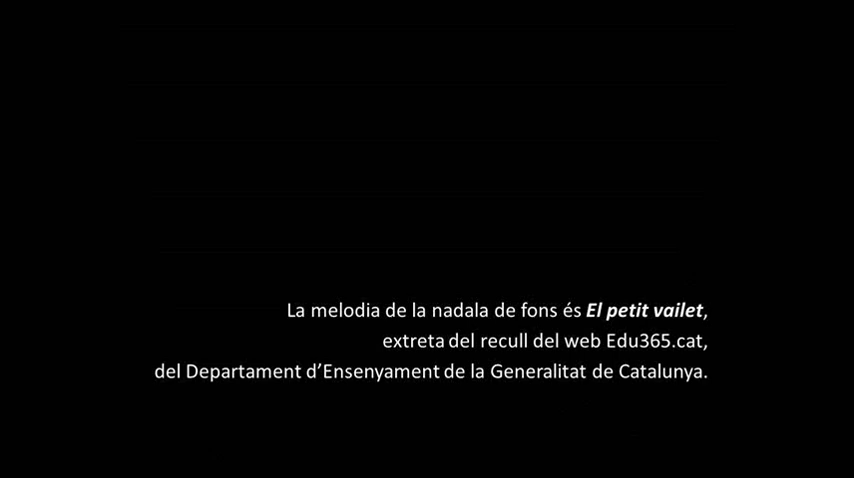 La melodia de la nadala de fons és El petit vailet,
extreta del recull del web Edu365.cat,
del Departament d’Ensenyament de la Generalitat de Catalunya.